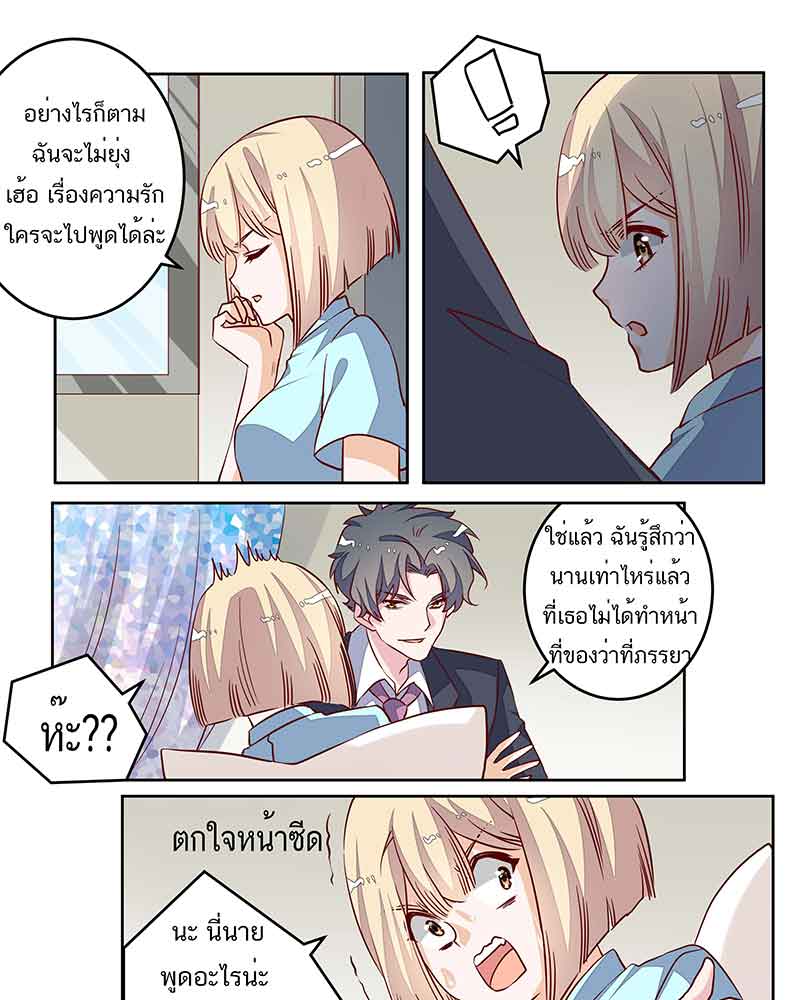 อย่างไรก็ตาม
ฉันจะไม่ยุ่ง
เฮ้อ เรื่องความรัก
ใครจะไปพูดได้ล่ะ
!
ใช่แล้ว ฉันรู้สึกว่า
นานเท่าไหร่แล้ว
ที่เธอไม่ได้ทำหน้า
ที่ของว่าที่ภรรยา
ห๊ะ??
ตกใจหน้าซีด
นะ นี่นาย
พูดอะไรน่ะ